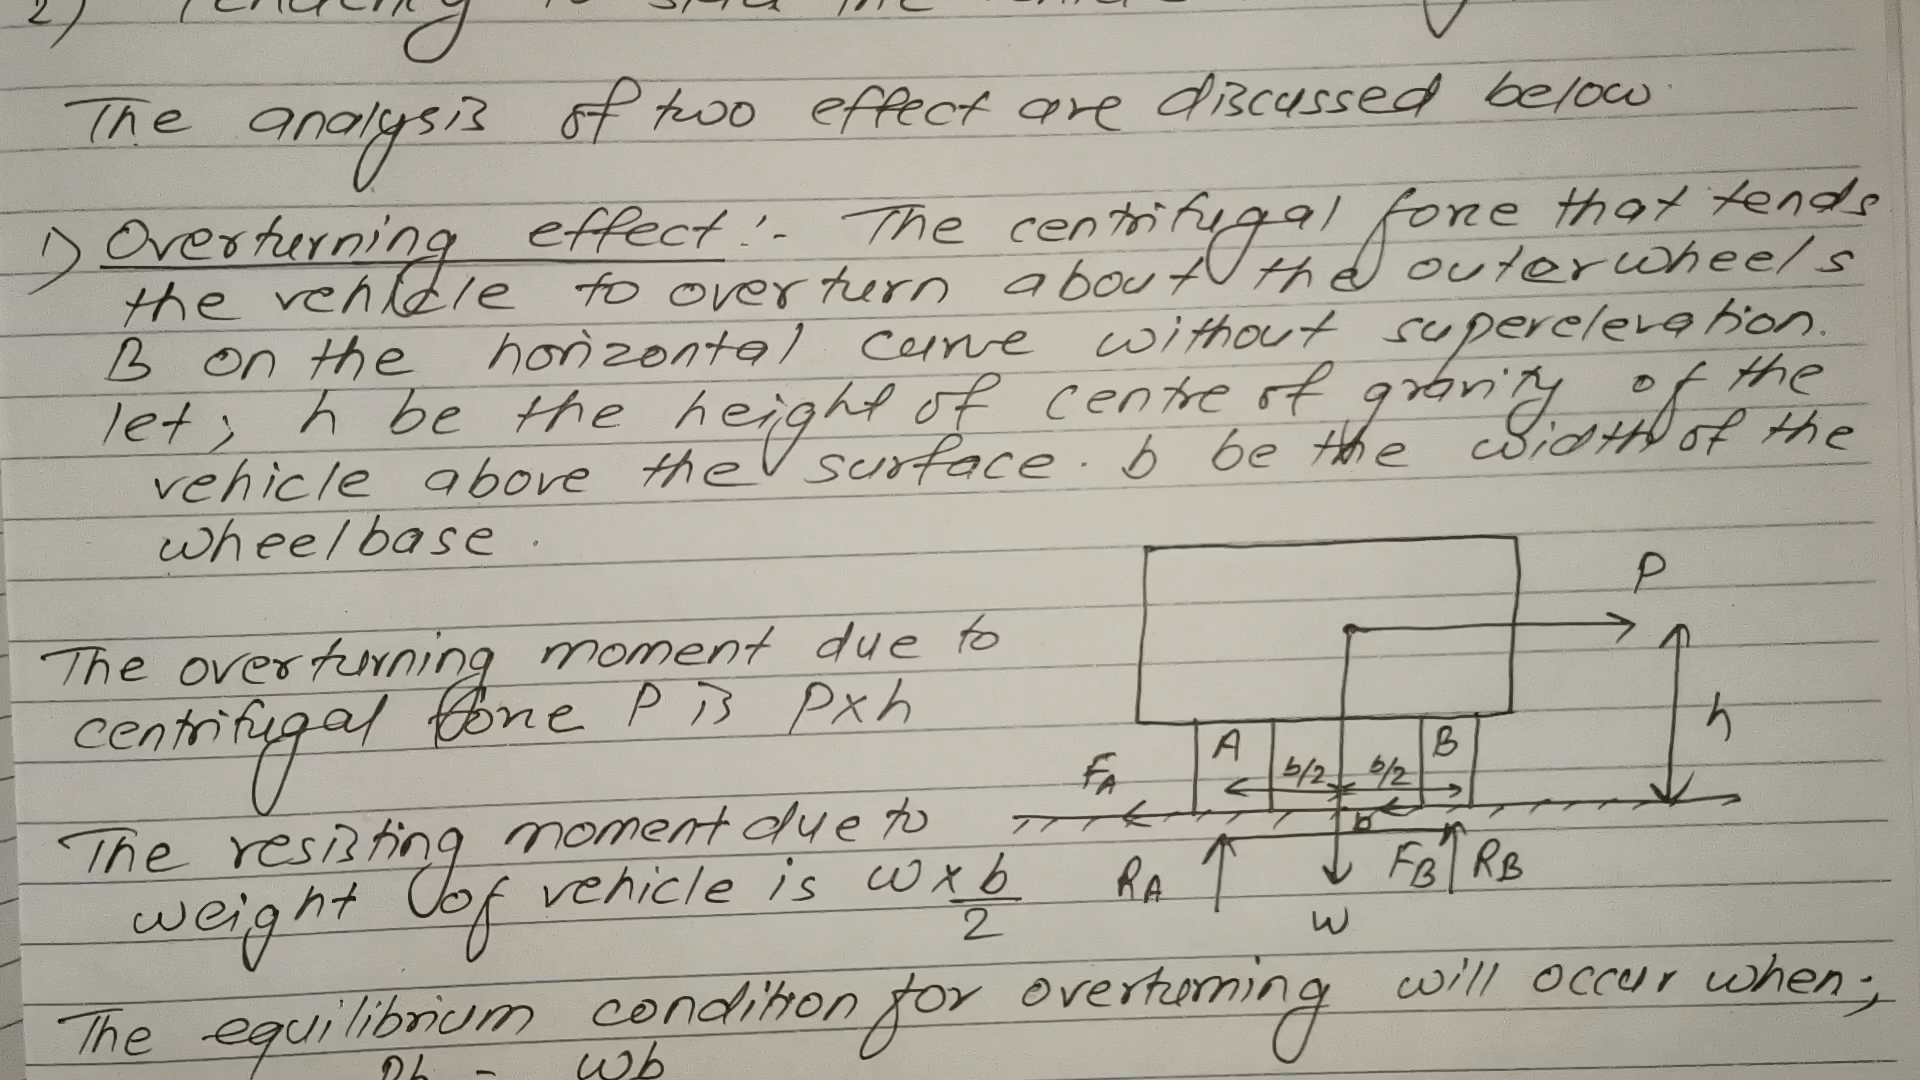 2) Tendency to
The analysis of two effect are discussed below.
1) Overturning effect :- The centrifugal force that tends
the vehicle to overturn about the outer wheels
B on the horizontal curve without superelevation.
let, h be the height of centre of gravity of the
vehicle above the surface. b be the width of the
wheelbase.
The overturning moment due to
centrifugal force P is P×h
The resisting moment due to
weight of vehicle is w×b/2
P
h
A
B
b/2
b/2
FA
b
RA
FB
RB
W
The equilibrium condition for overturning will occur when;
Ph = wb